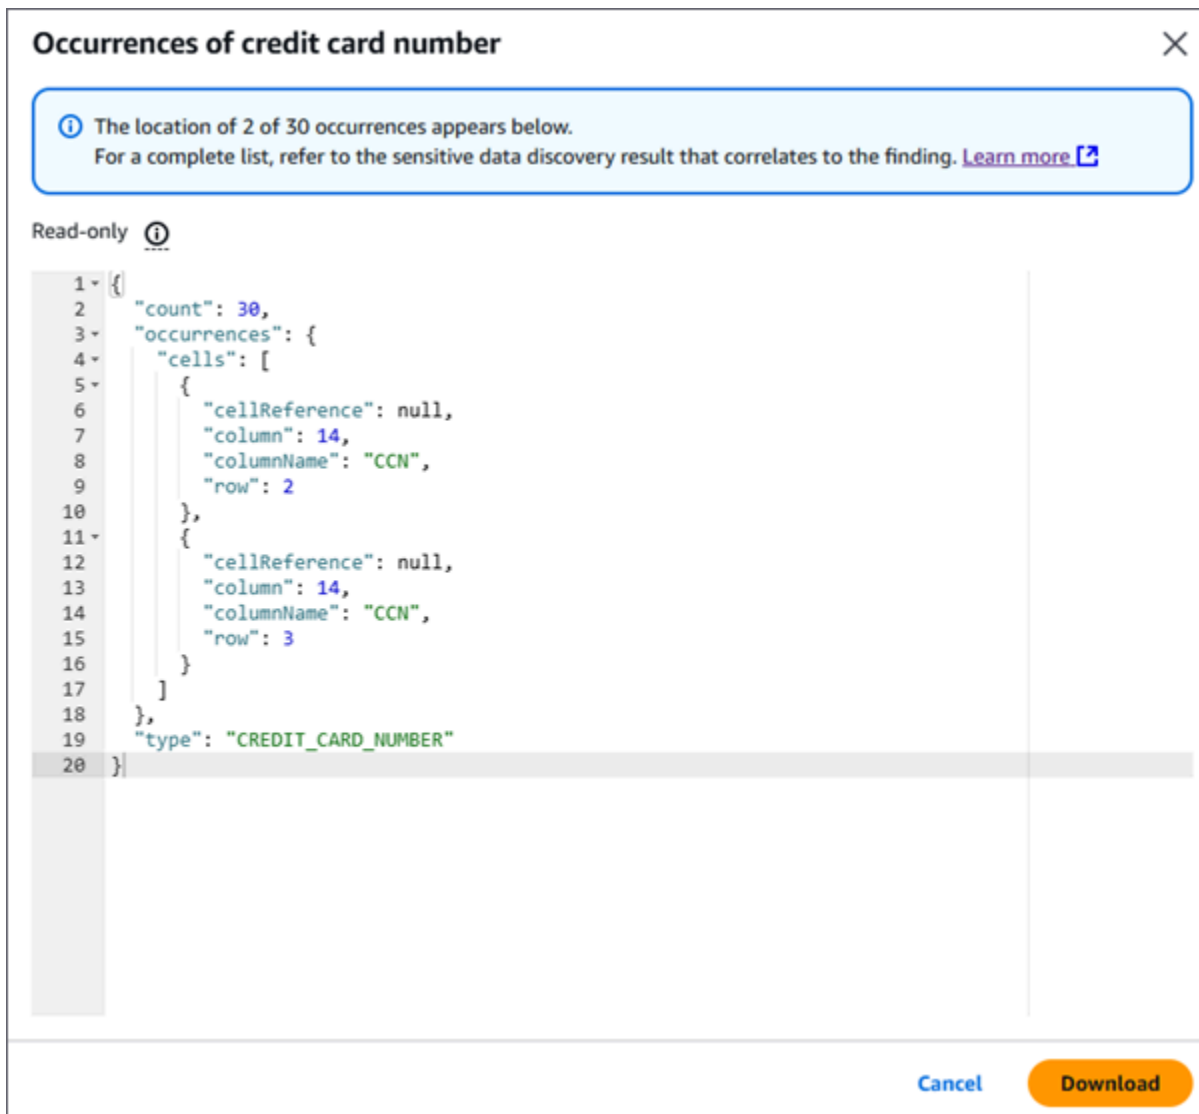 Occurrences of credit card number
The location of 2 of 30 occurrences appears below.
For a complete list, refer to the sensitive data discovery result that correlates to the finding. Learn more
Read-only
1 {
2 "count": 30,
3 "occurrences": {
4 "cells": [
5 {
6 "cellReference": null,
7 "column": 14,
8 "columnName": "CCN",
9 "row": 2
10 },
11 {
12 "cellReference": null,
13 "column": 14,
14 "columnName": "CCN",
15 "row": 3
16 }
17 ]
18 },
19 "type": "CREDIT_CARD_NUMBER"
20 }
Cancel Download